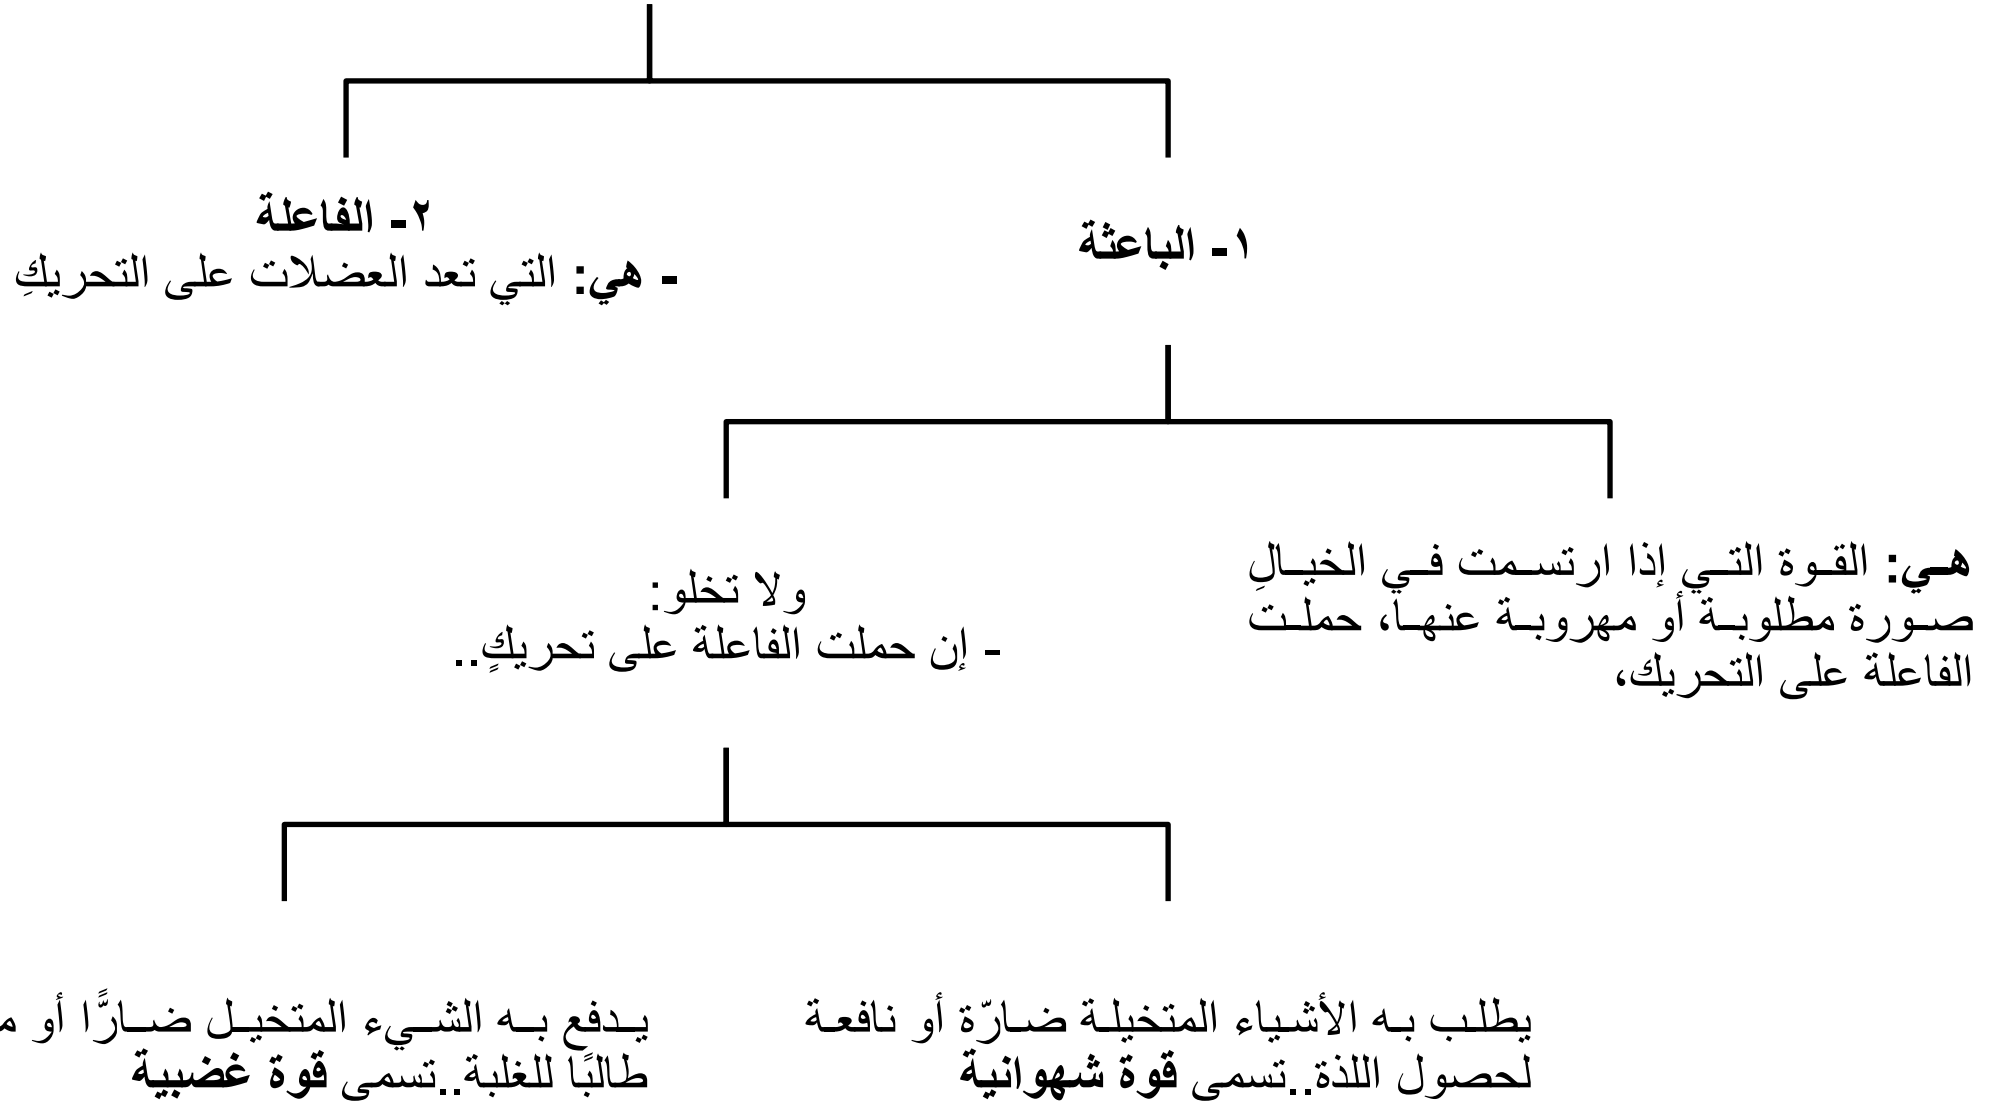 ١- الباعثة
٢- الفاعلة
- هي: التي تعد العضلات على التحريكِ
هي: القوة التي إذا ارتسمت في الخيالِ
صورة مطلوبة أو مهروبة عنها، حملت
الفاعلة على التحريك،
ولا تخلو:
- إن حملت الفاعلة على تحريكٍ..
يطلب به الأشياء المتخيلة ضارّة أو نافعة
لحصول اللذة..تسمى قوة شهوانية
يدفع به الشيء المتخيل ضارًّا أو
طالبًا للغلبة..تسمى قوة غضبية